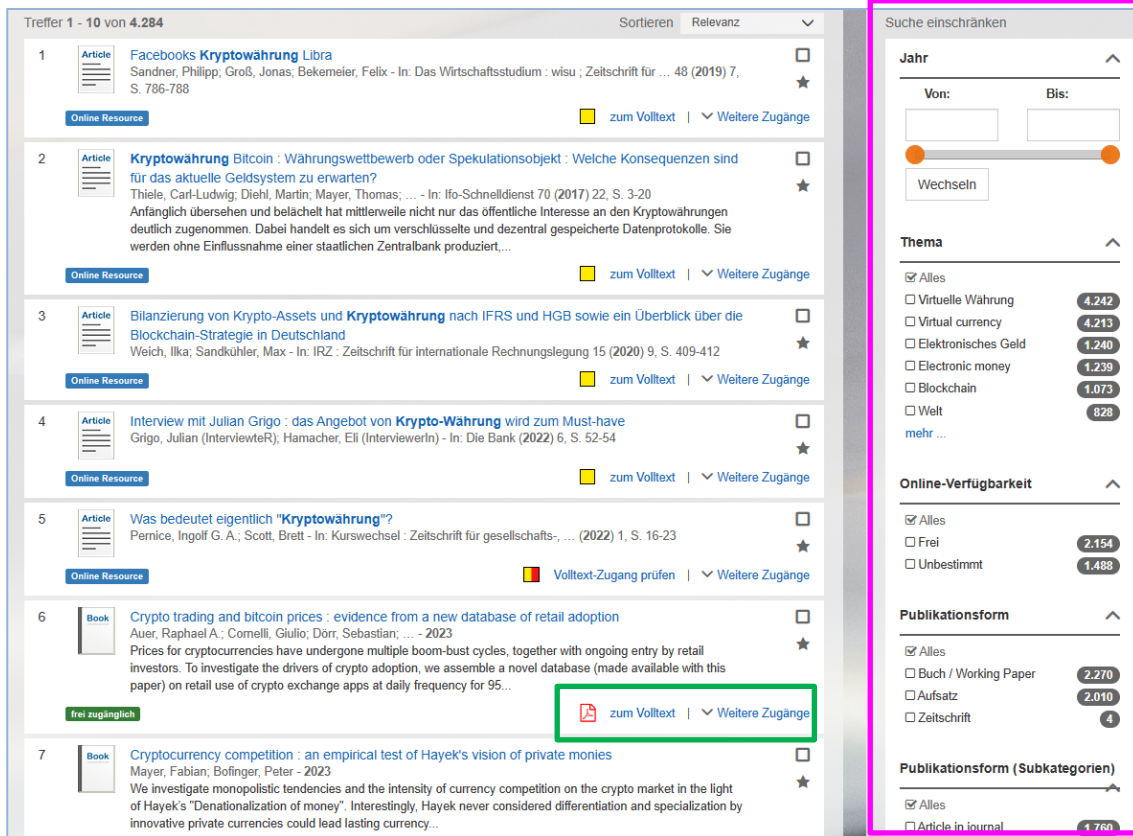 Treffer 1 - 10 von 4.284
Sortieren Relevanz
1
Article
Facebooks Kryptowährung Libra
Sandner, Philipp; Groß, Jonas; Bekemeier, Felix - In: Das Wirtschaftsstudium : wisu ; Zeitschrift für ... 48 (2019) 7,
S. 786-788
Online Resource
zum Volltext | Weitere Zugänge
2
Article
Kryptowährung Bitcoin : Währungswettbewerb oder Spekulationsobjekt : Welche Konsequenzen sind
für das aktuelle Geldsystem zu erwarten?
Thiele, Carl-Ludwig; Diehl, Martin; Mayer, Thomas; ... - In: Ifo-Schnelldienst 70 (2017) 22, S. 3-20
Anfänglich übersehen und belächelt hat mittlerweile nicht nur das öffentliche Interesse an den Kryptowährungen
deutlich zugenommen. Dabei handelt es sich um verschlüsselte und dezentral gespeicherte Datenprotokolle. Sie
werden ohne Einflussnahme einer staatlichen Zentralbank produziert,...
Online Resource
zum Volltext | Weitere Zugänge
3
Article
Bilanzierung von Krypto-Assets und Kryptowährung nach IFRS und HGB sowie ein Überblick über die
Blockchain-Strategie in Deutschland
Weich, Ilka; Sandkühler, Max - In: IRZ : Zeitschrift für internationale Rechnungslegung 15 (2020) 9, S. 409-412
Online Resource
zum Volltext | Weitere Zugänge
4
Article
Interview mit Julian Grigo : das Angebot von Krypto-Währung wird zum Must-have
Grigo, Julian (InterviewteR); Hamacher, Eli (InterviewerIn) - In: Die Bank (2022) 6, S. 52-54
Online Resource
zum Volltext | Weitere Zugänge
5
Article
Was bedeutet eigentlich "Kryptowährung"?
Pernice, Ingolf G. A.; Scott, Brett - In: Kurswechsel : Zeitschrift für gesellschafts-, ... (2022) 1, S. 16-23
Online Resource
Volltext-Zugang prüfen | Weitere Zugänge
6
Book
Crypto trading and bitcoin prices : evidence from a new database of retail adoption
Auer, Raphael A.; Cornelli, Giulio; Dörr, Sebastian; ... - 2023
Prices for cryptocurrencies have undergone multiple boom-bust cycles, together with ongoing entry by retail
investors. To investigate the drivers of crypto adoption, we assemble a novel database (made available with this
paper) on retail use of crypto exchange apps at daily frequency for 95...
frei zugänglich
zum Volltext | Weitere Zugänge
7
Book
Cryptocurrency competition : an empirical test of Hayek's vision of private monies
Mayer, Fabian; Bofinger, Peter - 2023
We investigate monopolistic tendencies and the intensity of currency competition on the crypto market in the light
of Hayek's "Denationalization of money". Interestingly, Hayek never considered differentiation and specialization by
innovative private currencies could lead lasting currency...
Suche einschränken
Jahr
Von: Bis:
Wechseln
Thema
Alles
Virtuelle Währung 4.242
Virtual currency 4.213
Elektronisches Geld 1.240
Electronic money 1.239
Blockchain 1.073
Welt 828
mehr ...
Online-Verfügbarkeit
Alles
Frei 2.154
Unbestimmt 1.488
Publikationsform
Alles
Buch / Working Paper 2.270
Aufsatz 2.010
Zeitschrift 4
Publikationsform (Subkategorien)
Alles
Article in journal 1.760